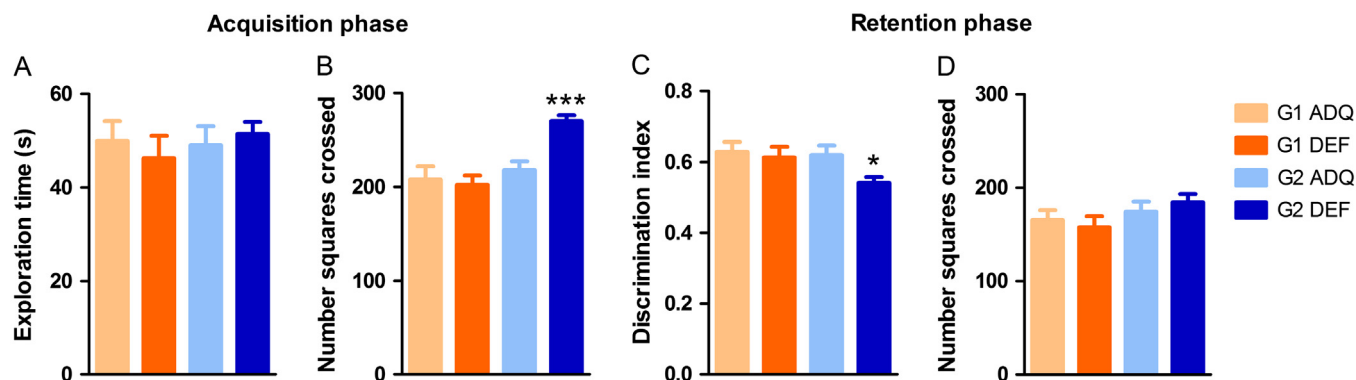 Acquisition phase
Retention phase
A
Exploration time (s)
60
40
20
0
B
Number squares crossed
300
200
100
0
***
C
Discrimination index
0.8
0.6
0.4
0.2
0.0
*
D
Number squares crossed
300
200
100
0
G1 ADQ
G1 DEF
G2 ADQ
G2 DEF